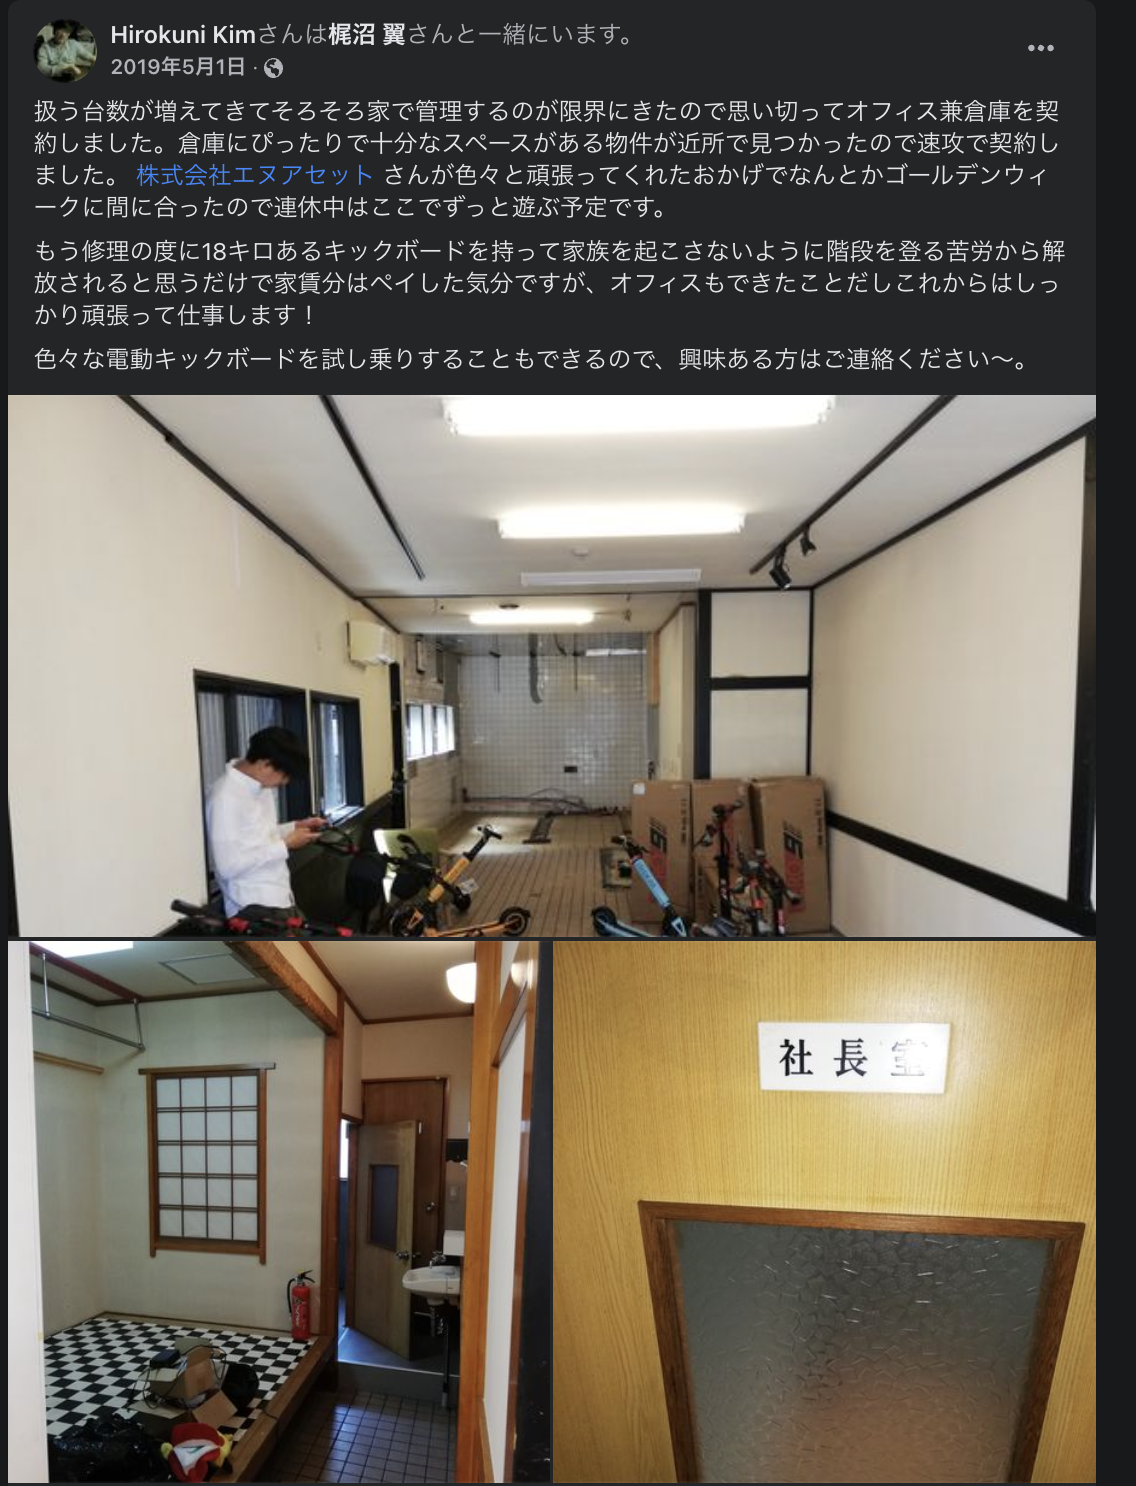 Hirokuni Kimさんは梶沼 翼さんと一緒にいます。
2019年5月1日 ·
扱う台数が増えてきてそろそろ家で管理するのが限界にきたので思い切ってオフィス兼倉庫を契
約しました。倉庫にぴったりで十分なスペースがある物件が近所で見つかったので速攻で契約し
ました。 株式会社エヌアセット さんが色々と頑張ってくれたおかげでなんとかゴールデンウィ
ークに間に合ったので連休中はここでずっと遊ぶ予定です。
もう修理の度に18キロあるキックボードを持って家族を起こさないように階段を登る苦労から解
放されると思うだけで家賃分はペイした気分ですが、オフィスもできたことだしこれからはしっ
かり頑張って仕事します！
色々な電動キックボードを試し乗りすることもできるので、興味ある方はご連絡ください〜。
社長室